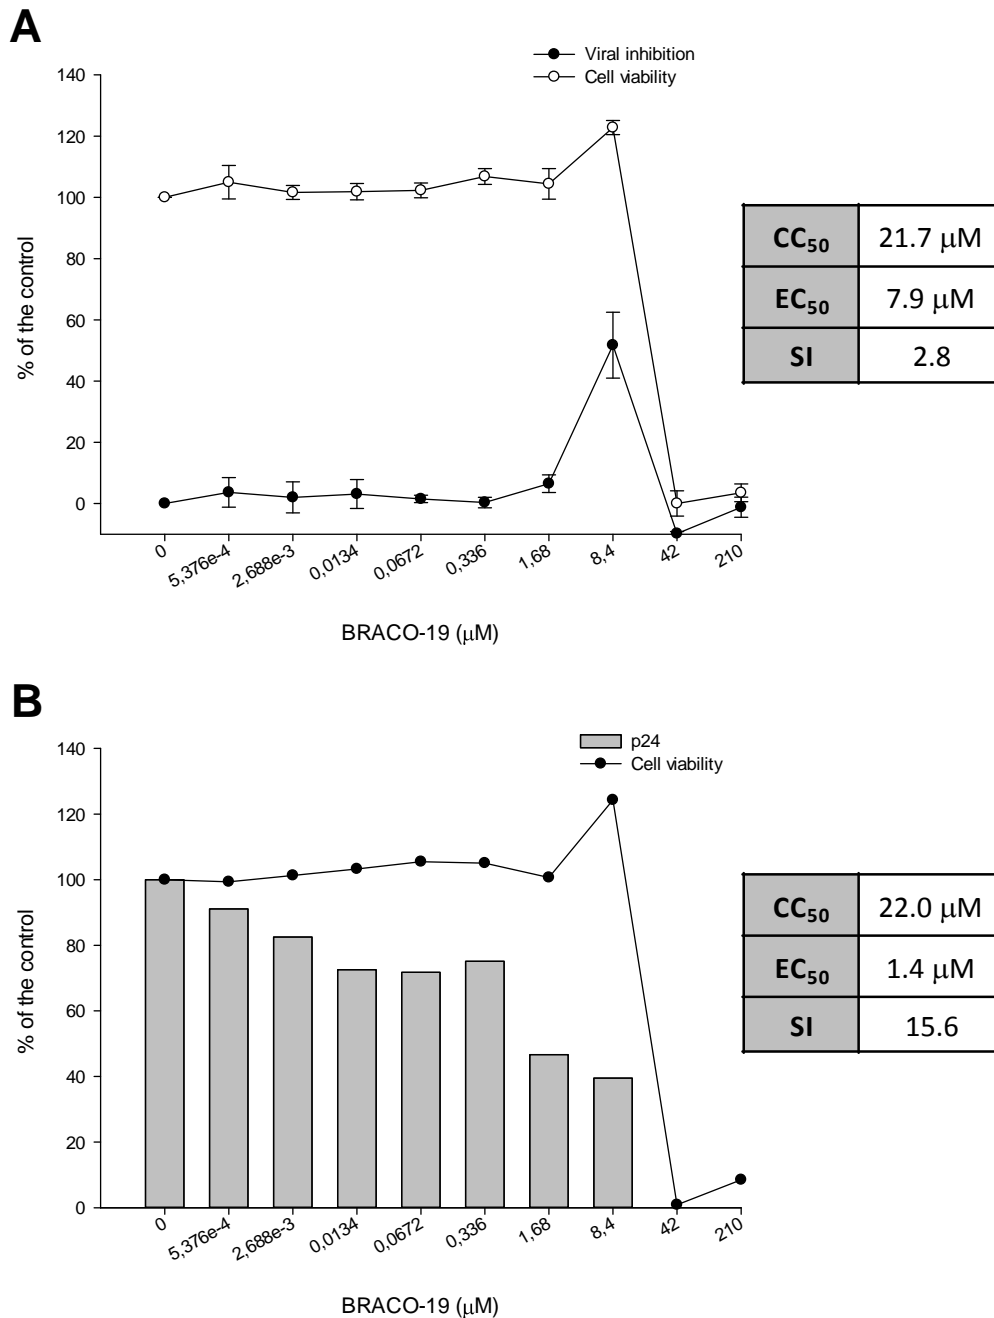 A
Viral inhibition
Cell viability
140
120
100
80
60
40
20
0
% of the control
0
5,376e-4
2,688e-3
0,0134
0,0672
0,336
1,68
8,4
42
210
BRACO-19 (μM)
CC50 21.7 μM
EC50 7.9 μM
SI 2.8
B
p24
Cell viability
140
120
100
80
60
40
20
0
% of the control
0
5,376e-4
2,688e-3
0,0134
0,0672
0,336
1,68
8,4
42
210
BRACO-19 (μM)
CC50 22.0 μM
EC50 1.4 μM
SI 15.6